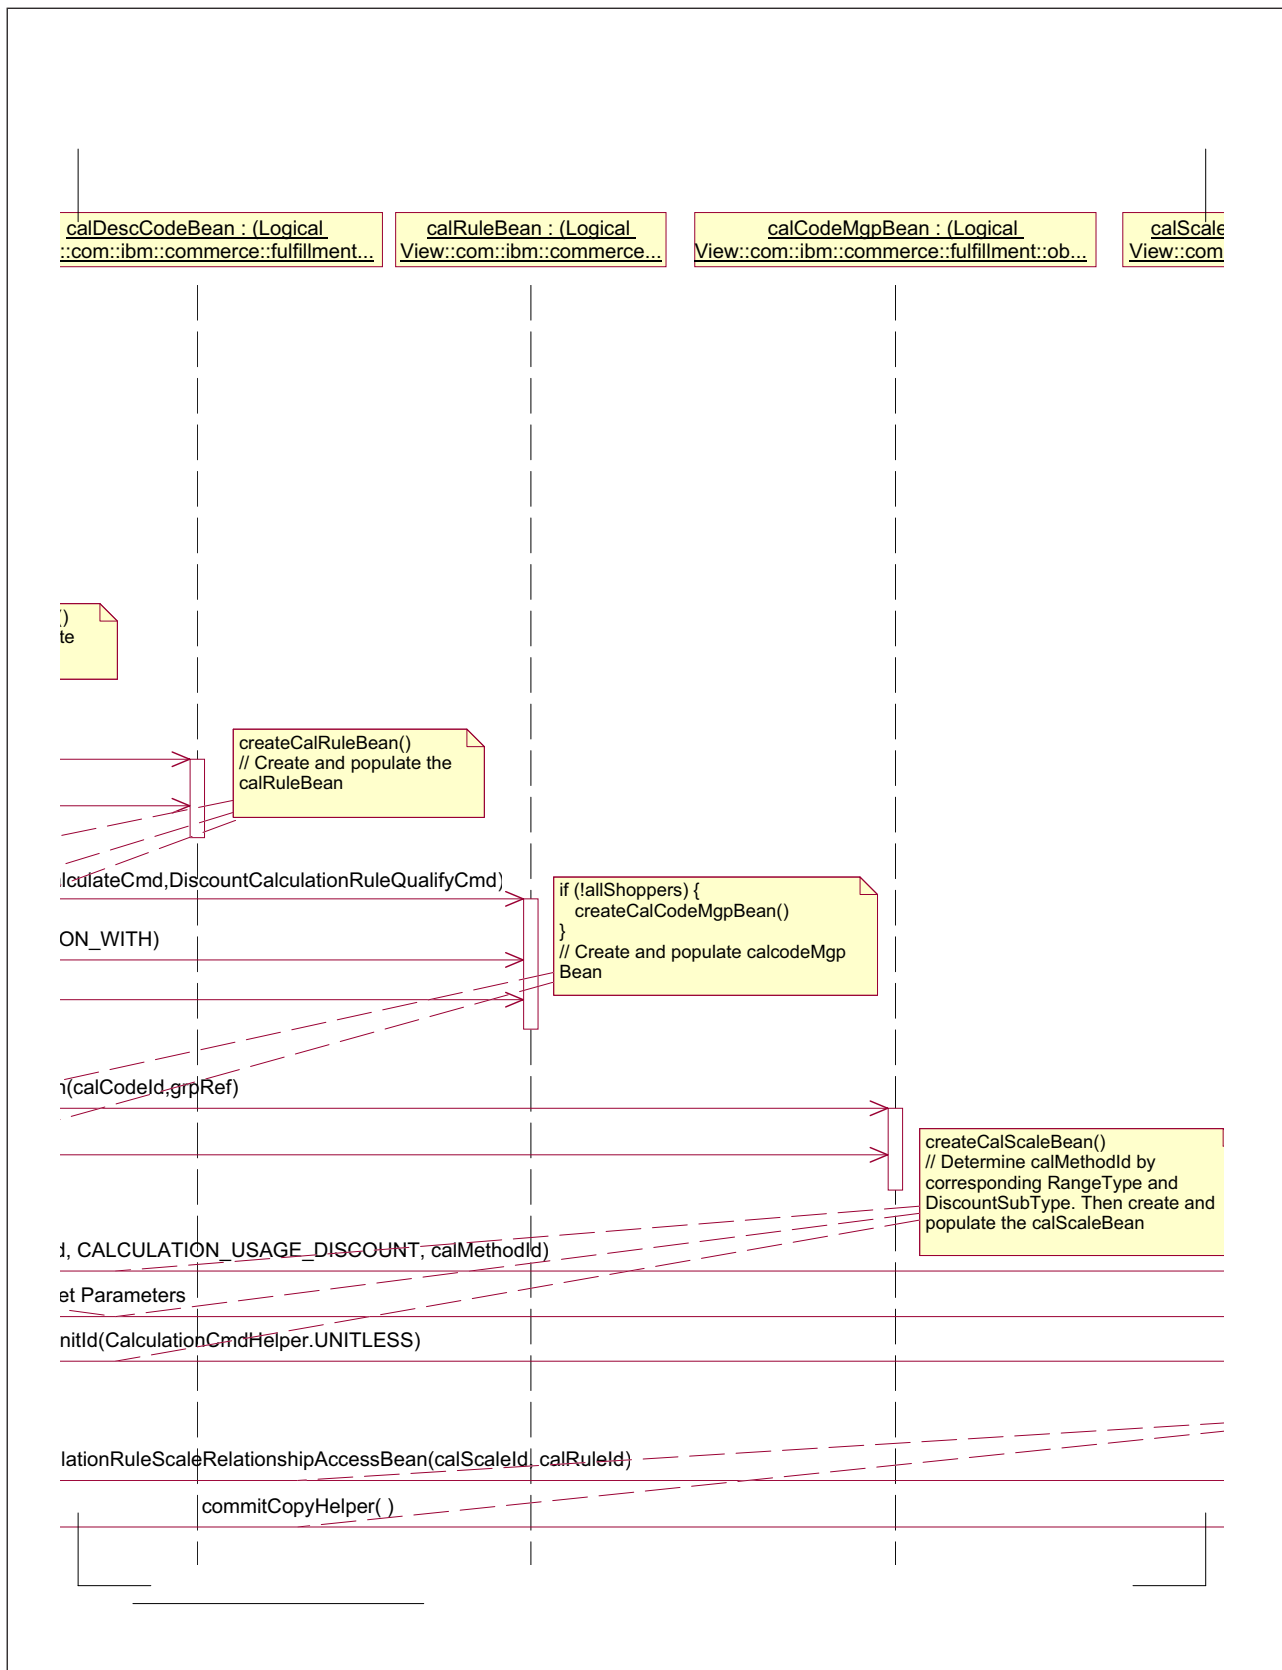 calDescCodeBean : (Logical
::com::ibm::commerce::fulfillment...
calRuleBean : (Logical
View::com::ibm::commerce...
calCodeMgpBean : (Logical
View::com::ibm::commerce::fulfillment::ob...
calScale
View::com
()
te
createCalRuleBean()
// Create and populate the
calRuleBean
lculateCmd,DiscountCalculationRuleQualifyCmd)
if (!allShoppers) {
createCalCodeMgpBean()
}
// Create and populate calcodeMgp
Bean
ON_WITH)
n(calCodeId,grpRef)
createCalScaleBean()
// Determine calMethodId by
corresponding RangeType and
DiscountSubType. Then create and
populate the calScaleBean
d, CALCULATION_USAGE_DISCOUNT, calMethodId)
et Parameters
nitId(CalculationCmdHelper.UNITLESS)
lationRuleScaleRelationshipAccessBean(calScaleId, calRuleId)
commitCopyHelper( )